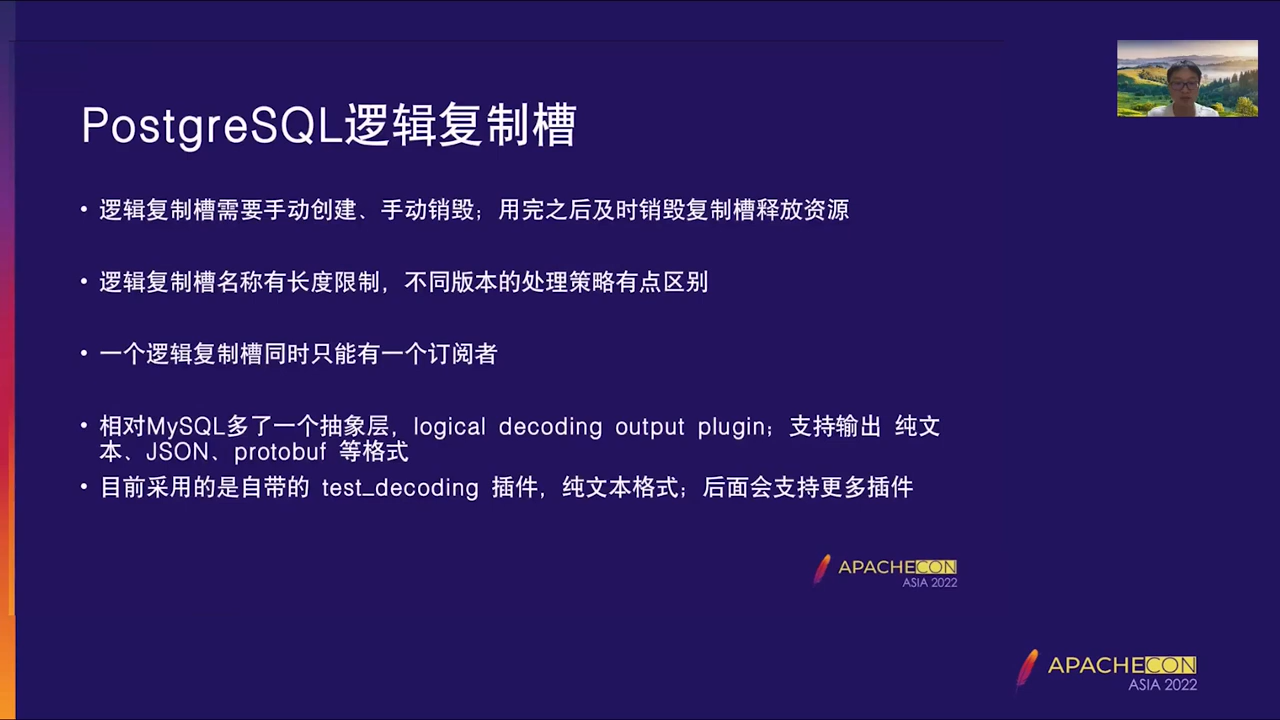 PostgreSQL逻辑复制槽
• 逻辑复制槽需要手动创建、手动销毁；用完之后及时销毁复制槽释放资源
• 逻辑复制槽名称有长度限制，不同版本的处理策略有点区别
• 一个逻辑复制槽同时只能有一个订阅者
• 相对MySQL多了一个抽象层，logical decoding output plugin；支持输出 纯文
本、JSON、protobuf 等格式
• 目前采用的是自带的 test_decoding 插件，纯文本格式；后面会支持更多插件
APACHECON
ASIA 2022
APACHECON
ASIA 2022